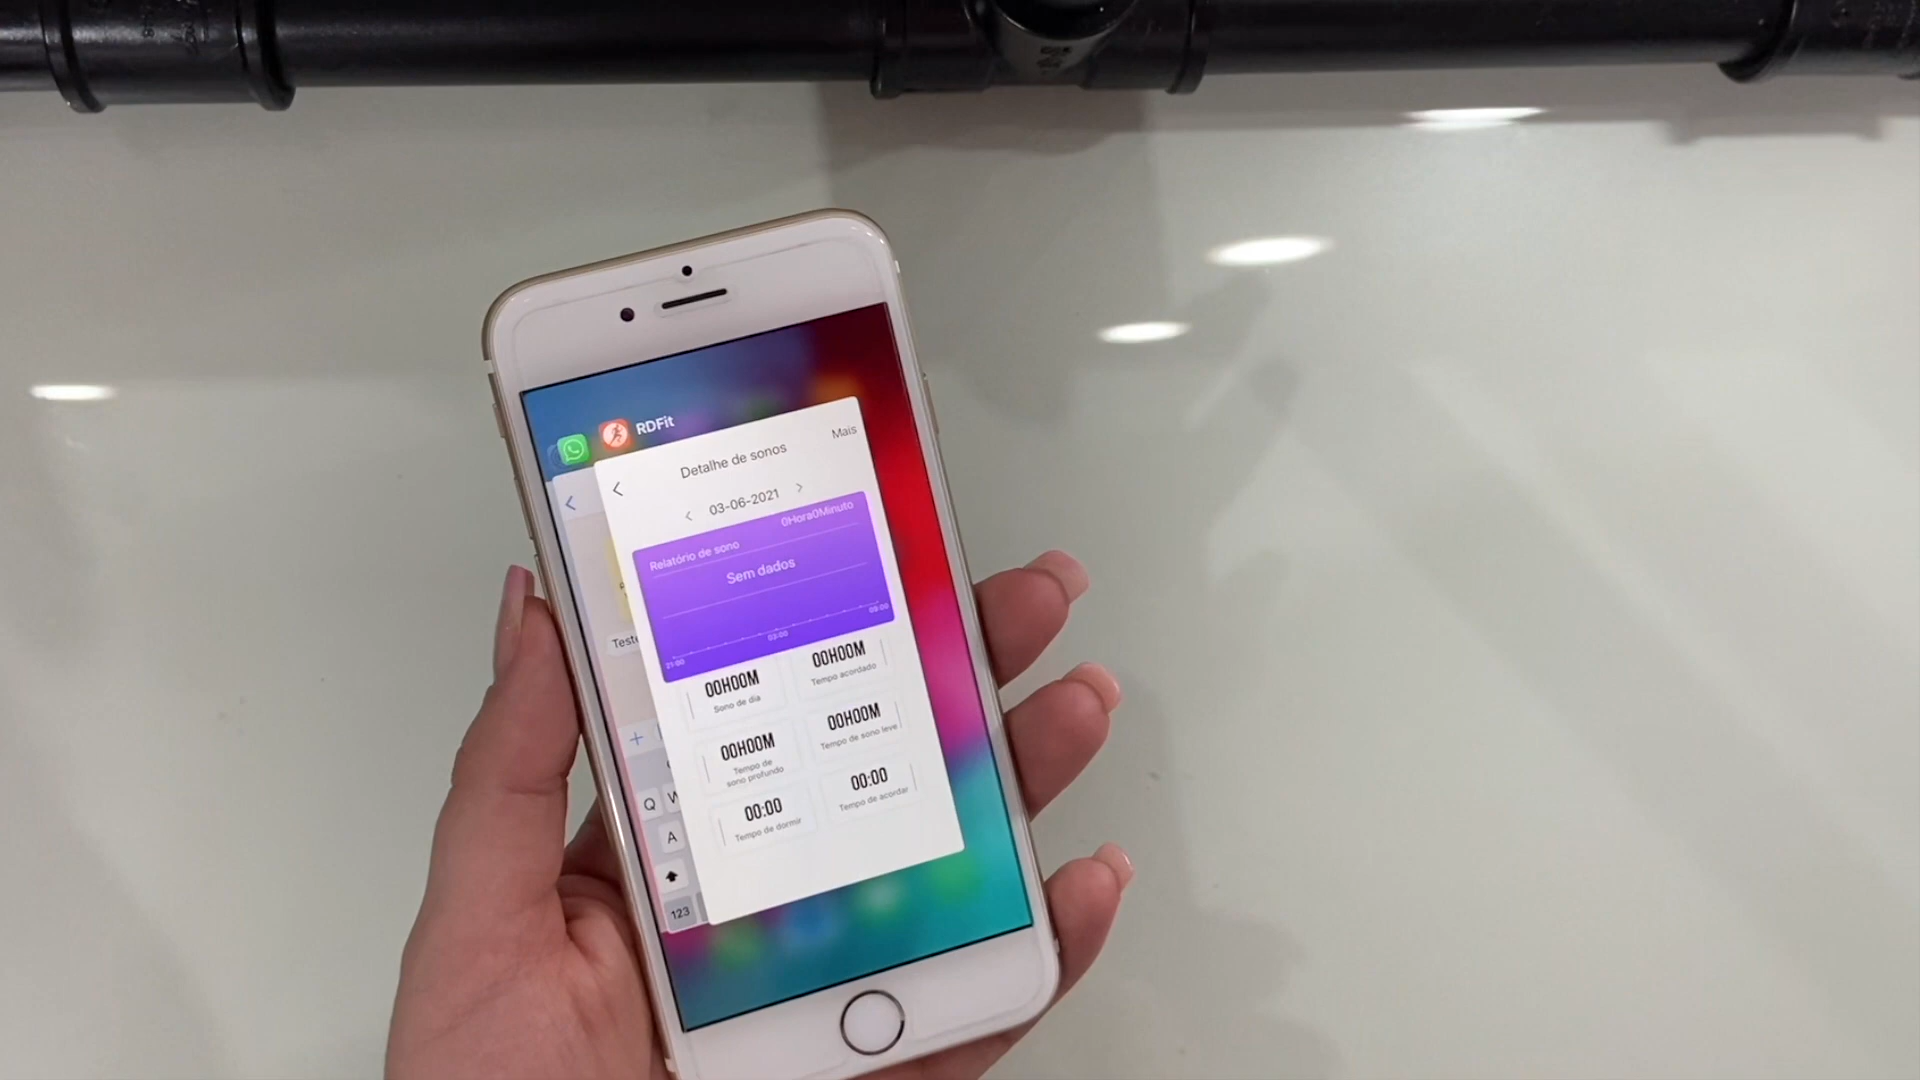 RDFit
Mais
Detalhe de sonos
03-06-2021
0Hora0Minuto
Relatório de sono
Sem dados
21:00
03:00
09:00
00H00M
Sono de dia
00H00M
Tempo acordado
00H00M
Tempo de
sono profundo
00H00M
Tempo de sono leve
00:00
Tempo de dormir
00:00
Tempo de acordar
Teste
Q
W
A
123